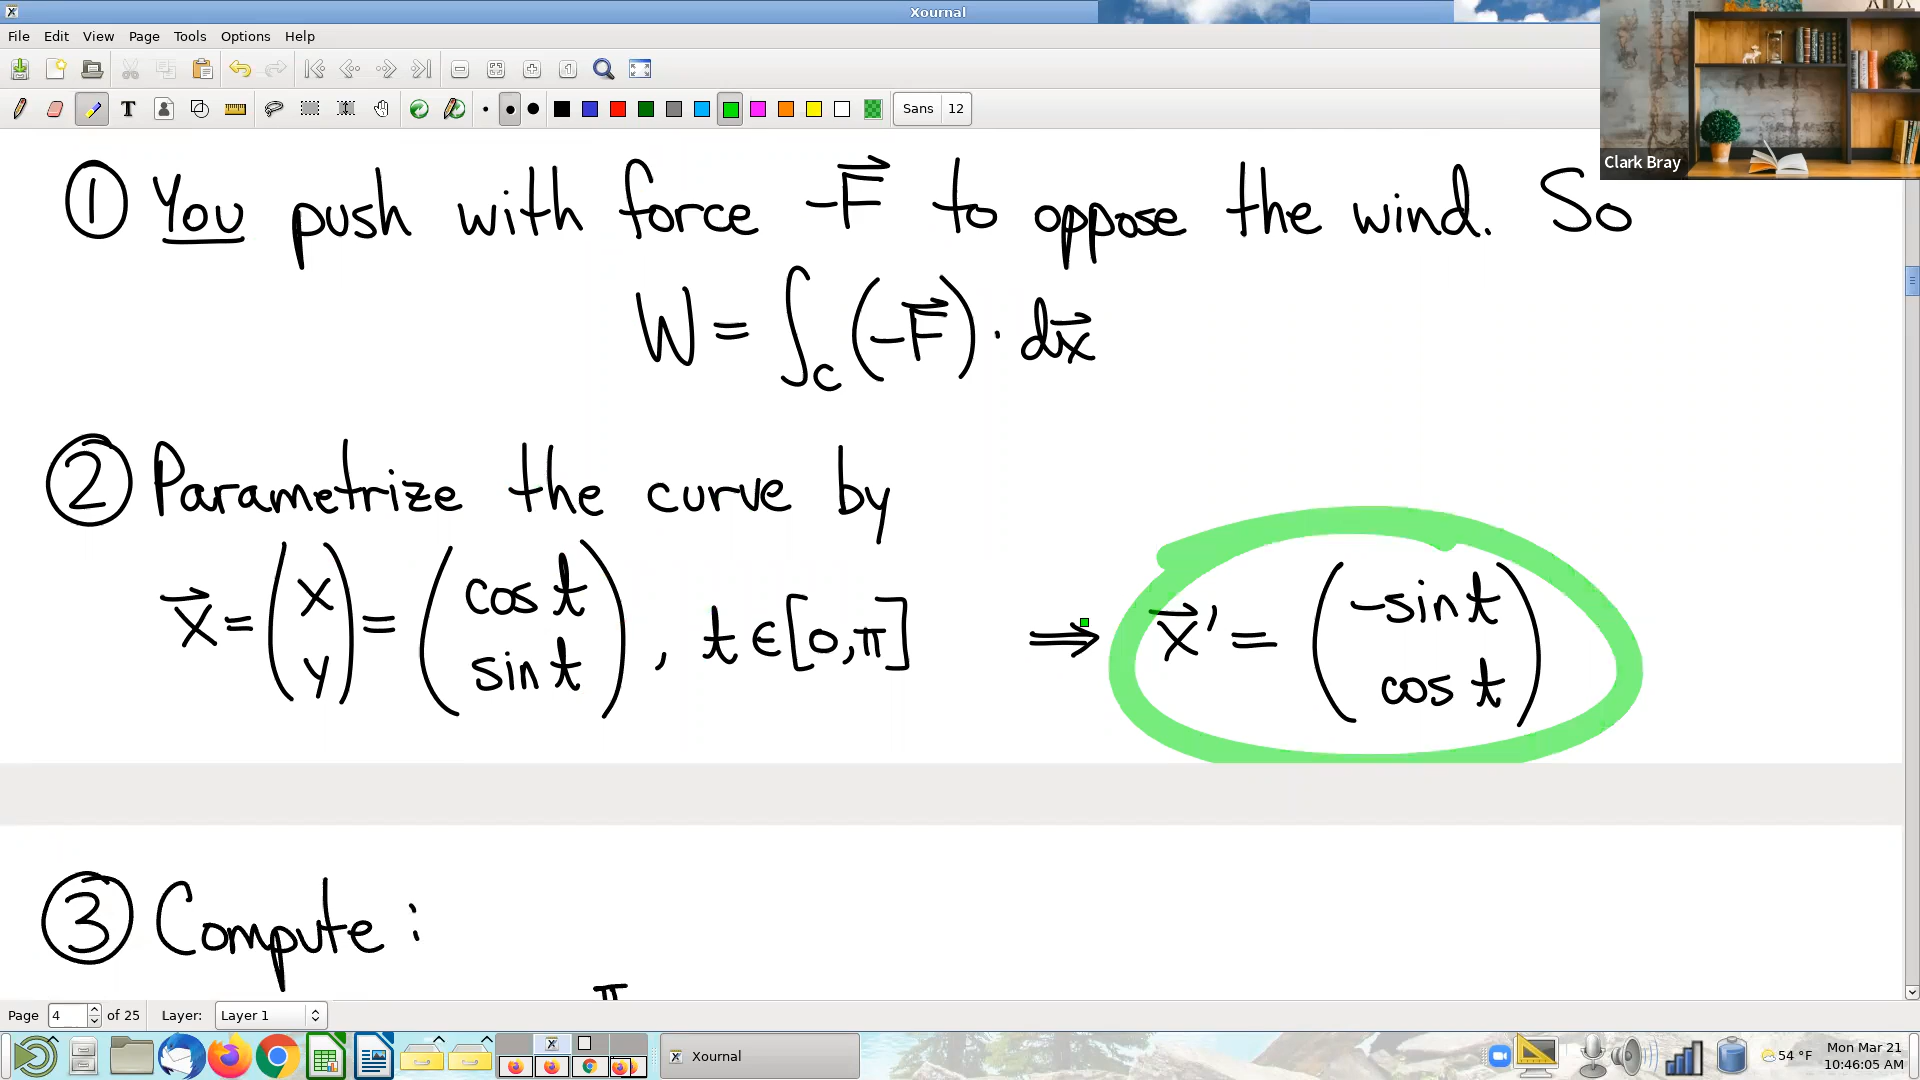 Xournal
File Edit View Page Tools Options Help
Sans 12
Clark Bray
① You push with force -F⃗ to oppose the wind. So
W = ∫_C (-F⃗) · dx⃗
② Parametrize the curve by
x⃗ = (x y) = (cos t sin t), t ∈ [0, π] ⟹ x⃗' = (-sin t cos t)
③ Compute:
π
Page 4 of 25 Layer: Layer 1
Xournal
54 °F
Mon Mar 21
10:46:05 AM